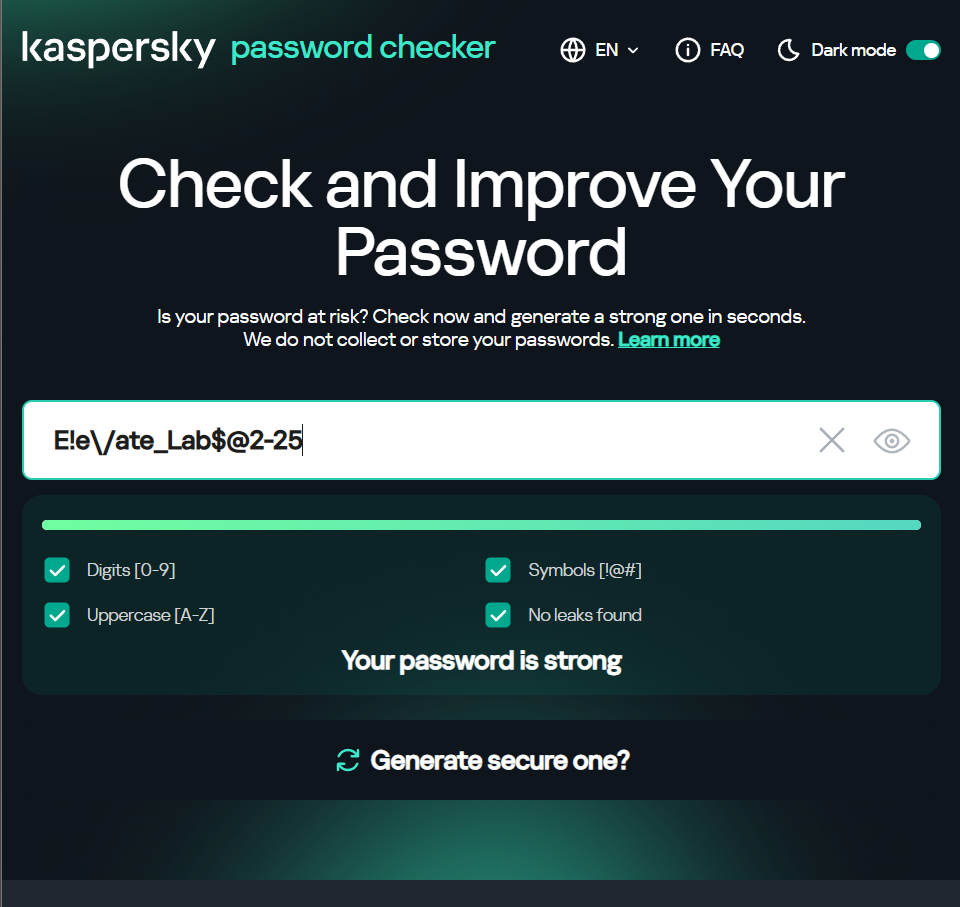 kaspersky password checker EN FAQ Dark mode
Check and Improve Your
Password
Is your password at risk? Check now and generate a strong one in seconds.
We do not collect or store your passwords. Learn more
E!e\/ate_Lab$@2-25
Digits [0-9] Symbols [!@#]
Uppercase [A-Z] No leaks found
Your password is strong
Generate secure one?